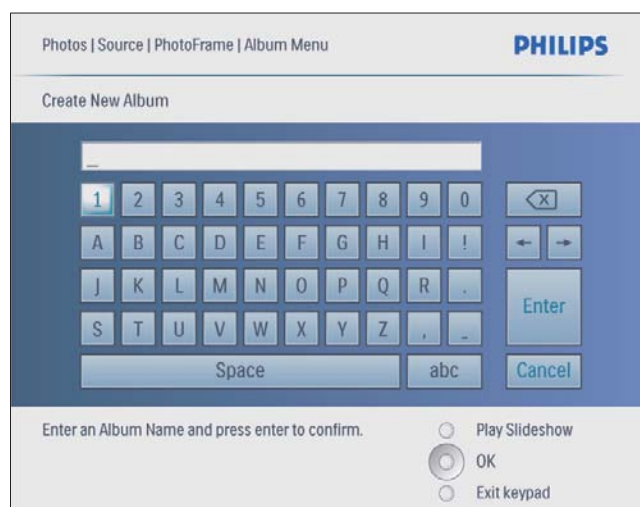 Photos | Source | PhotoFrame | Album Menu
PHILIPS
Create New Album
_
1 2 3 4 5 6 7 8 9 0
A B C D E F G H I !
← →
J K L M N O P Q R .
Enter
S T U V W X Y Z , _
Space abc Cancel
Enter an Album Name and press enter to confirm.
Play Slideshow
OK
Exit keypad